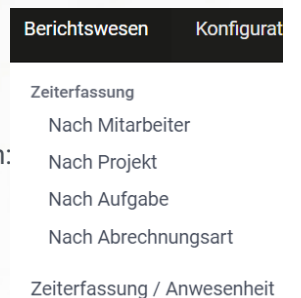 Berichtswesen Konfigurat
Zeiterfassung
Nach Mitarbeiter
n:
Nach Projekt
Nach Aufgabe
Nach Abrechnungsart
Zeiterfassung / Anwesenheit